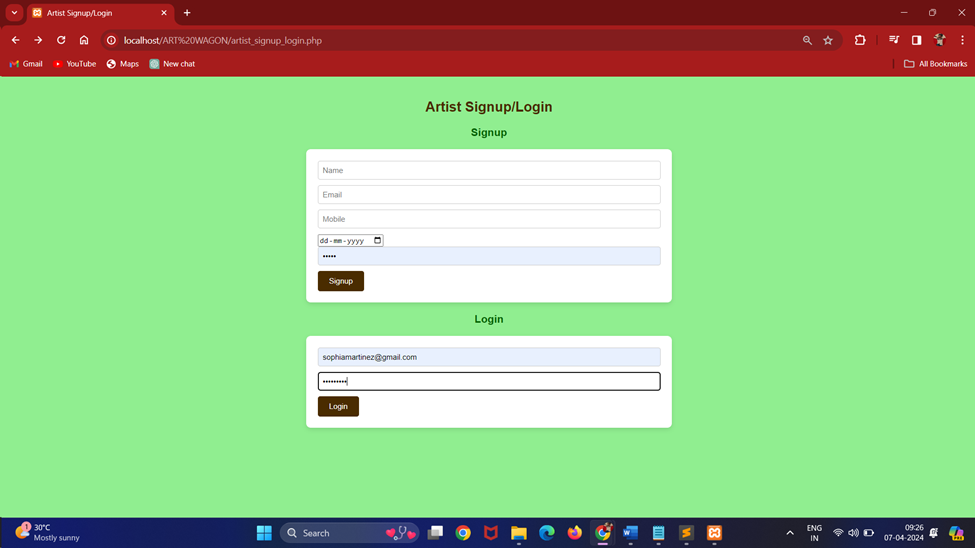 Artist Signup/Login
localhost/ART%20WAGON/artist_signup_login.php
Gmail YouTube Maps New chat All Bookmarks
Artist Signup/Login
Signup
Name
Email
Mobile
dd-mm-yyyy
•••••
Signup
Login
sophiamartinez@gmail.com
•••••••••
Login
1 30°C
Mostly sunny
Search
ENG
IN
09:26
07-04-2024